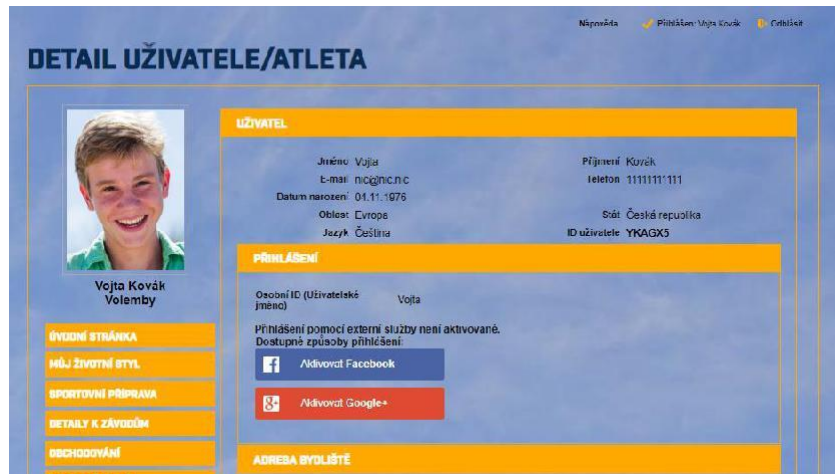 Nápověda Přihlášen: Vojta Kovák Odhlásit
DETAIL UŽIVATELE/ATLETA
UŽIVATEL
Jméno Vojta Příjmení Kovák
E-mail nic@nic.nic Telefon 11111111111
Datum narození 04.11.1976
Oblast Evropa Stát Česká republika
Jazyk Čeština ID uživatele YKAGX5
Vojta Kovák
Volemby
PŘIHLÁŠENÍ
Osobní ID (Uživatelské
jméno) Vojta
Přihlášení pomocí externí služby není aktivované.
Dostupné způsoby přihlášení:
Aktivovat Facebook
Aktivovat Google+
ÚVODNÍ STRÁNKA
MŮJ ŽIVOTNÍ STYL
SPORTOVNÍ PŘÍPRAVA
DETAILY K ZÁVODŮM
OBCHODOVÁNÍ
ADRESA BYDLIŠTĚ